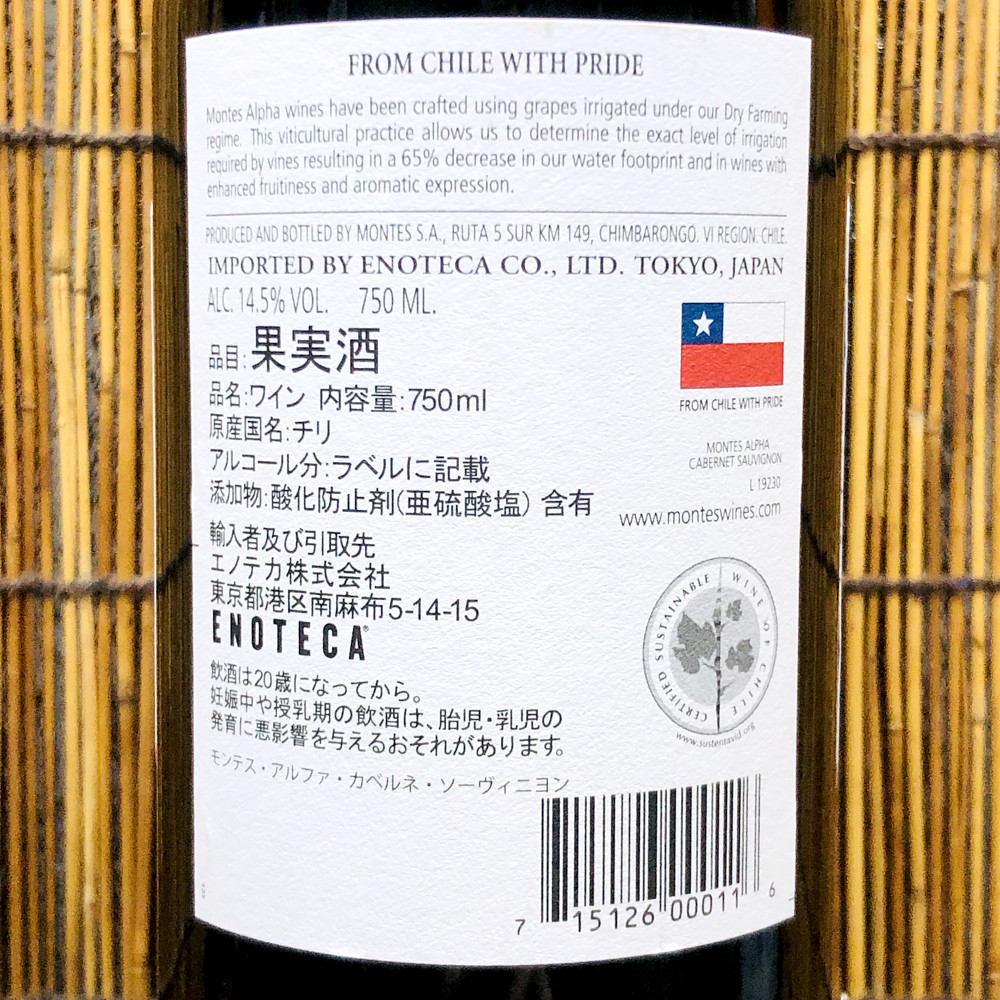 FROM CHILE WITH PRIDE
Montes Alpha wines have been crafted using grapes irrigated under our Dry Farming
regime. This viticultural practice allows us to determine the exact level of irrigation
required by vines resulting in a 65% decrease in our water footprint and in wines with
enhanced fruitiness and aromatic expression.
PRODUCED AND BOTTLED BY MONTES S.A., RUTA 5 SUR KM 149, CHIMBARONGO. VI REGION. CHILE.
IMPORTED BY ENOTECA CO., LTD. TOKYO, JAPAN
ALC. 14.5% VOL. 750 ML.
品目:果実酒
品名:ワイン 内容量:750ml
原産国名:チリ
アルコール分:ラベルに記載
添加物:酸化防止剤(亜硫酸塩) 含有
FROM CHILE WITH PRIDE
MONTES ALPHA
CABERNET SAUVIGNON
L 19230
www.monteswines.com
輸入者及び引取先
エノテカ株式会社
東京都港区南麻布5-14-15
ENOTECA®
CERTIFIED SUSTAINABLE WINE OF CHILE
www.sustentavid.org
飲酒は20歳になってから。
妊娠中や授乳期の飲酒は、胎児・乳児の
発育に悪影響を与えるおそれがあります。
モンテス・アルファ・カベルネ・ソーヴィニヨン
7 15126 00011 6